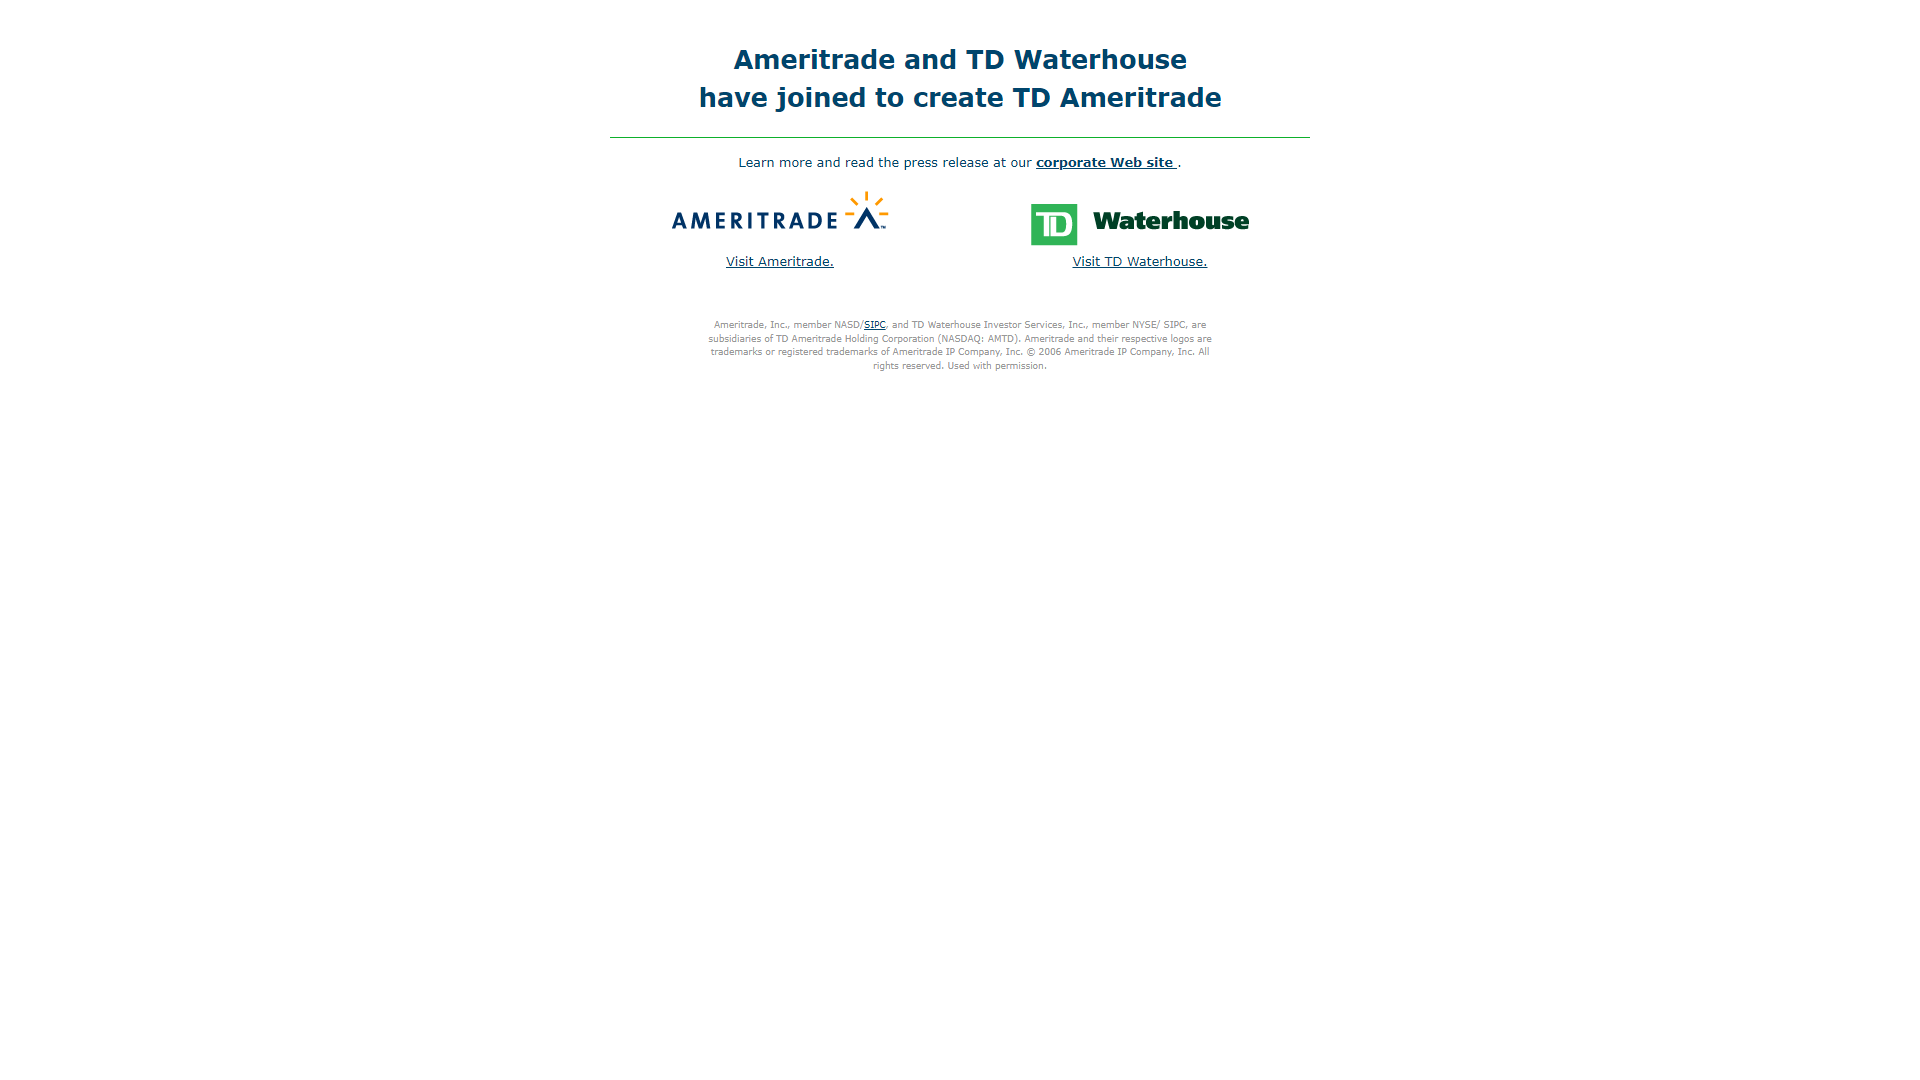 Ameritrade and TD Waterhouse
have joined to create TD Ameritrade
Learn more and read the press release at our corporate Web site .
AMERITRADE ™
TD Waterhouse
Visit Ameritrade.
Visit TD Waterhouse.
Ameritrade, Inc., member NASD/SIPC, and TD Waterhouse Investor Services, Inc., member NYSE/ SIPC, are
subsidiaries of TD Ameritrade Holding Corporation (NASDAQ: AMTD). Ameritrade and their respective logos are
trademarks or registered trademarks of Ameritrade IP Company, Inc. © 2006 Ameritrade IP Company, Inc. All
rights reserved. Used with permission.